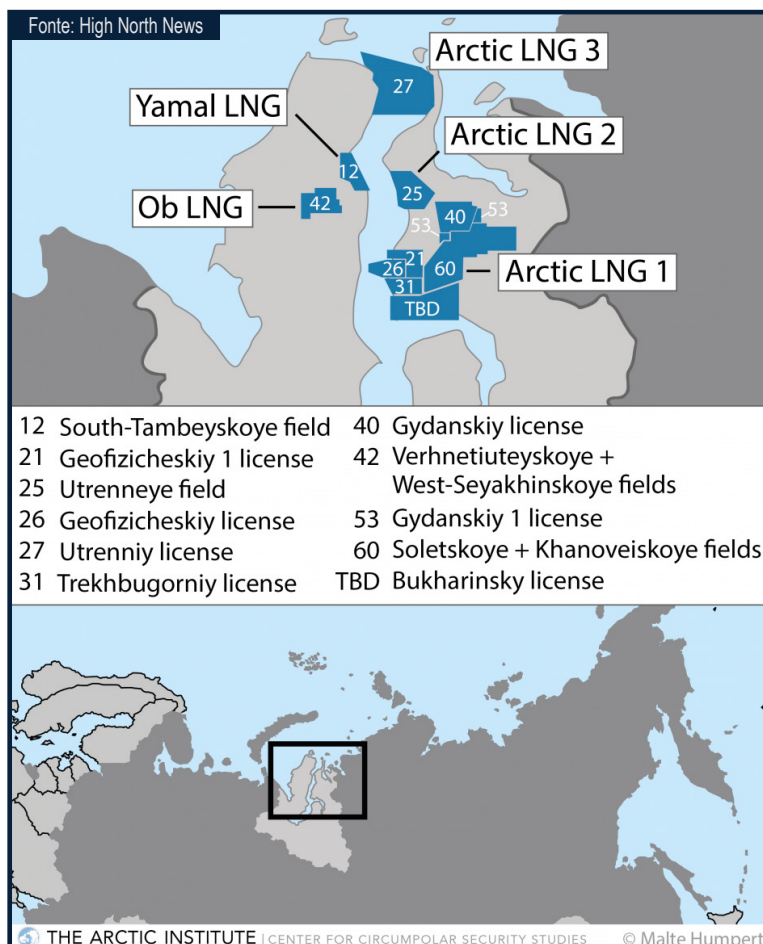 Fonte: High North News
Arctic LNG 3
27
Yamal LNG
Arctic LNG 2
12
25
Ob LNG
42
40
53
53
21
26
60
Arctic LNG 1
31
TBD
12 South-Tambeyskoye field
21 Geofizicheskiy 1 license
25 Utrenneye field
26 Geofizicheskiy license
27 Utrenniy license
31 Trekhbugorniy license
40 Gydanskiy license
42 Verhnetiuteyskoye +
West-Seyakhinskoye fields
53 Gydanskiy 1 license
60 Soletskoye + Khanoveiskoye fields
TBD Bukharinsky license
THE ARCTIC INSTITUTE | CENTER FOR CIRCUMPOLAR SECURITY STUDIES
© Malte Humpert